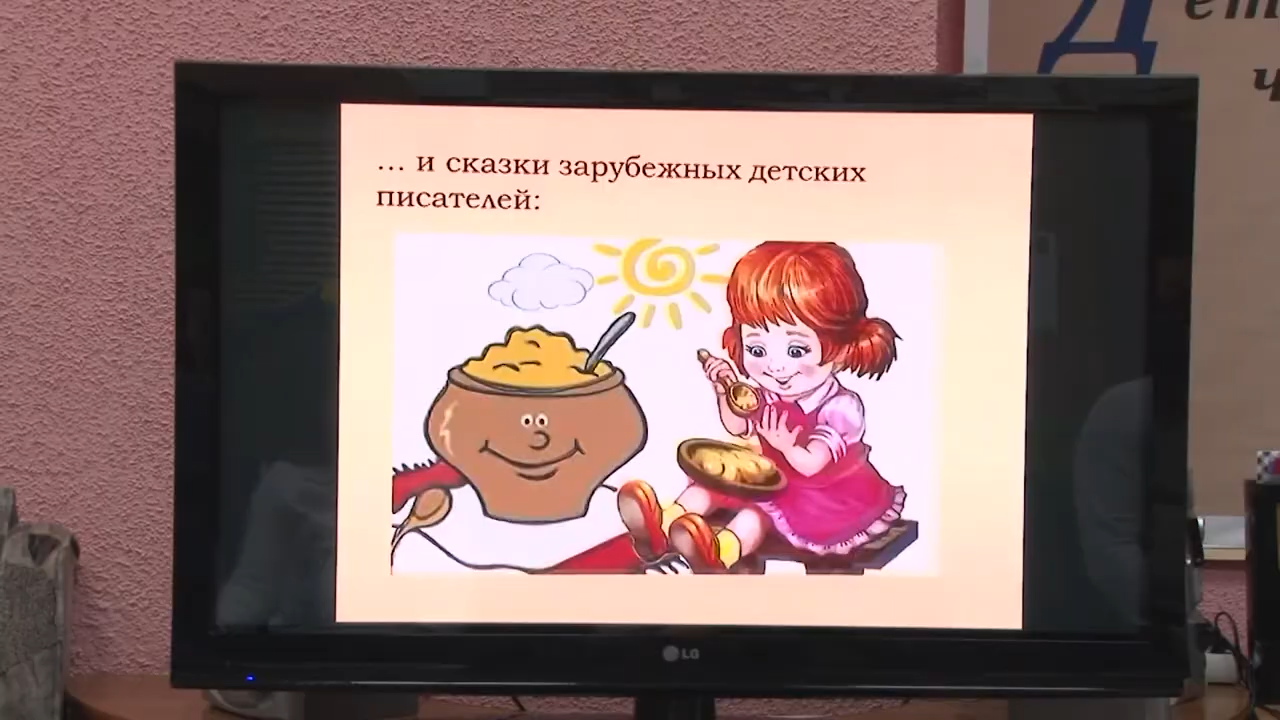 ... и сказки зарубежных детских
писателей:
LG